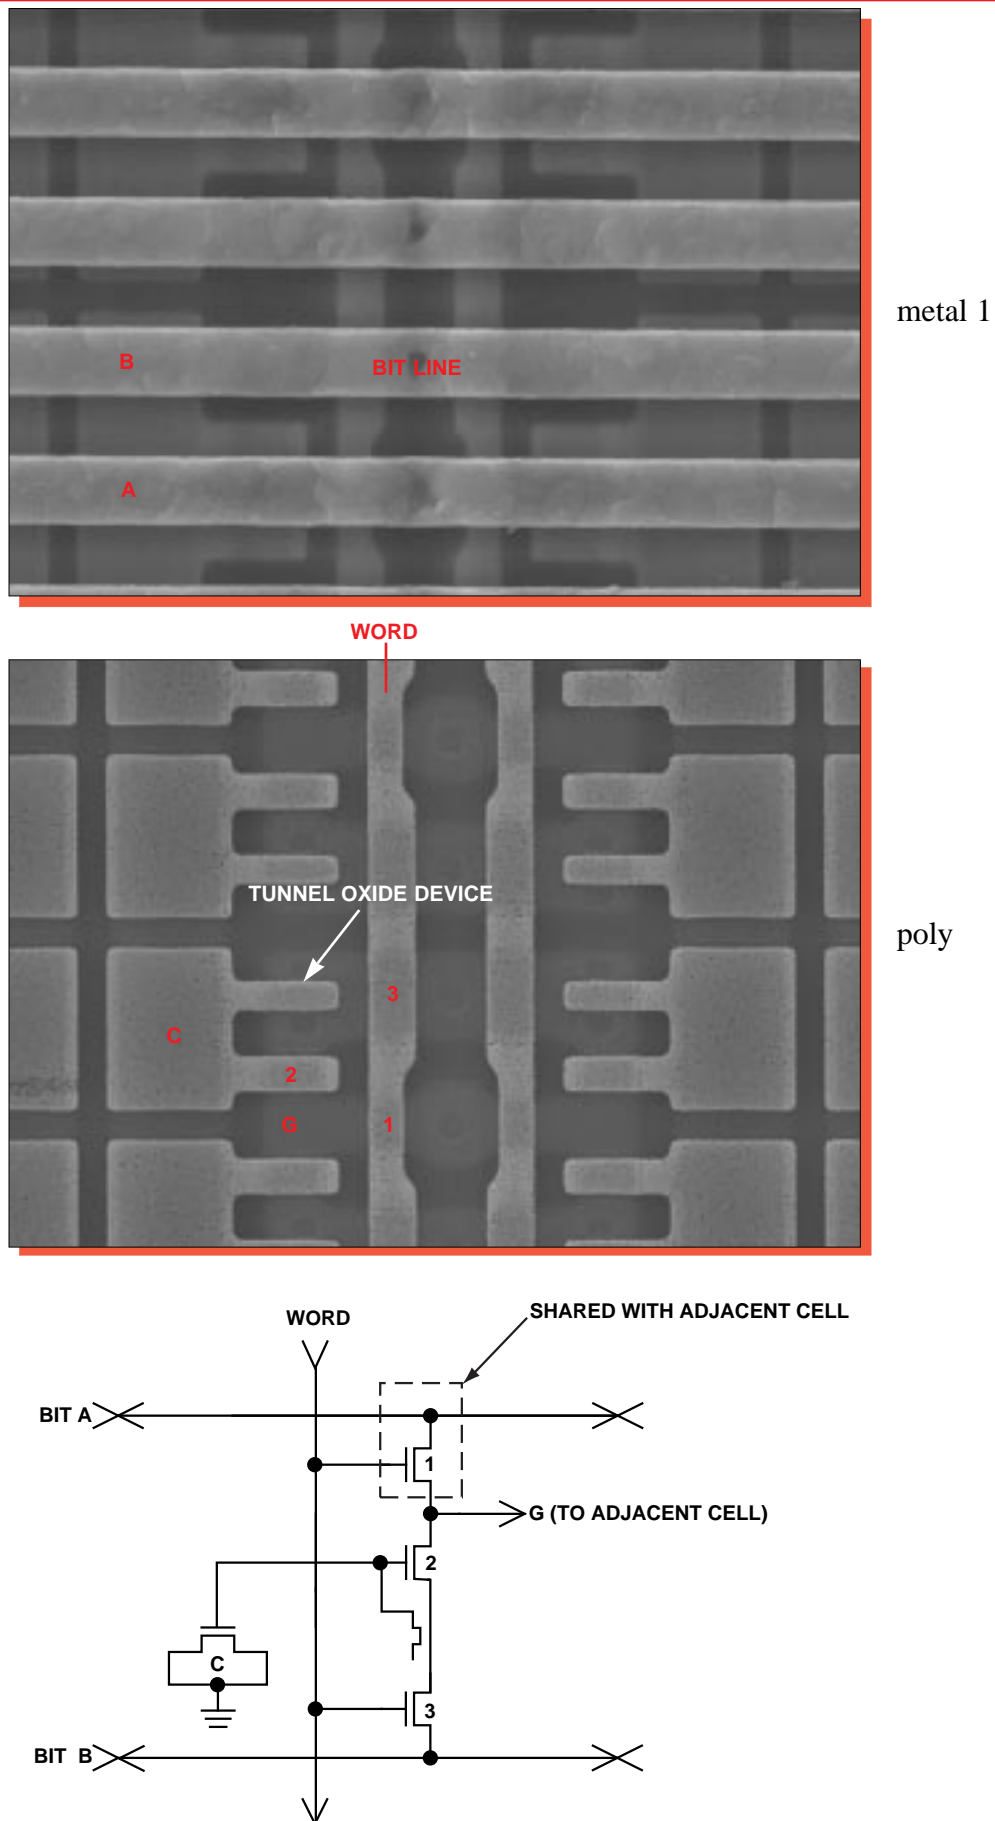 metal 1
B
BIT LINE
A
WORD
TUNNEL OXIDE DEVICE
poly
3
C
2
G
1
WORD
SHARED WITH ADJACENT CELL
BIT A
1
G (TO ADJACENT CELL)
2
C
3
BIT B